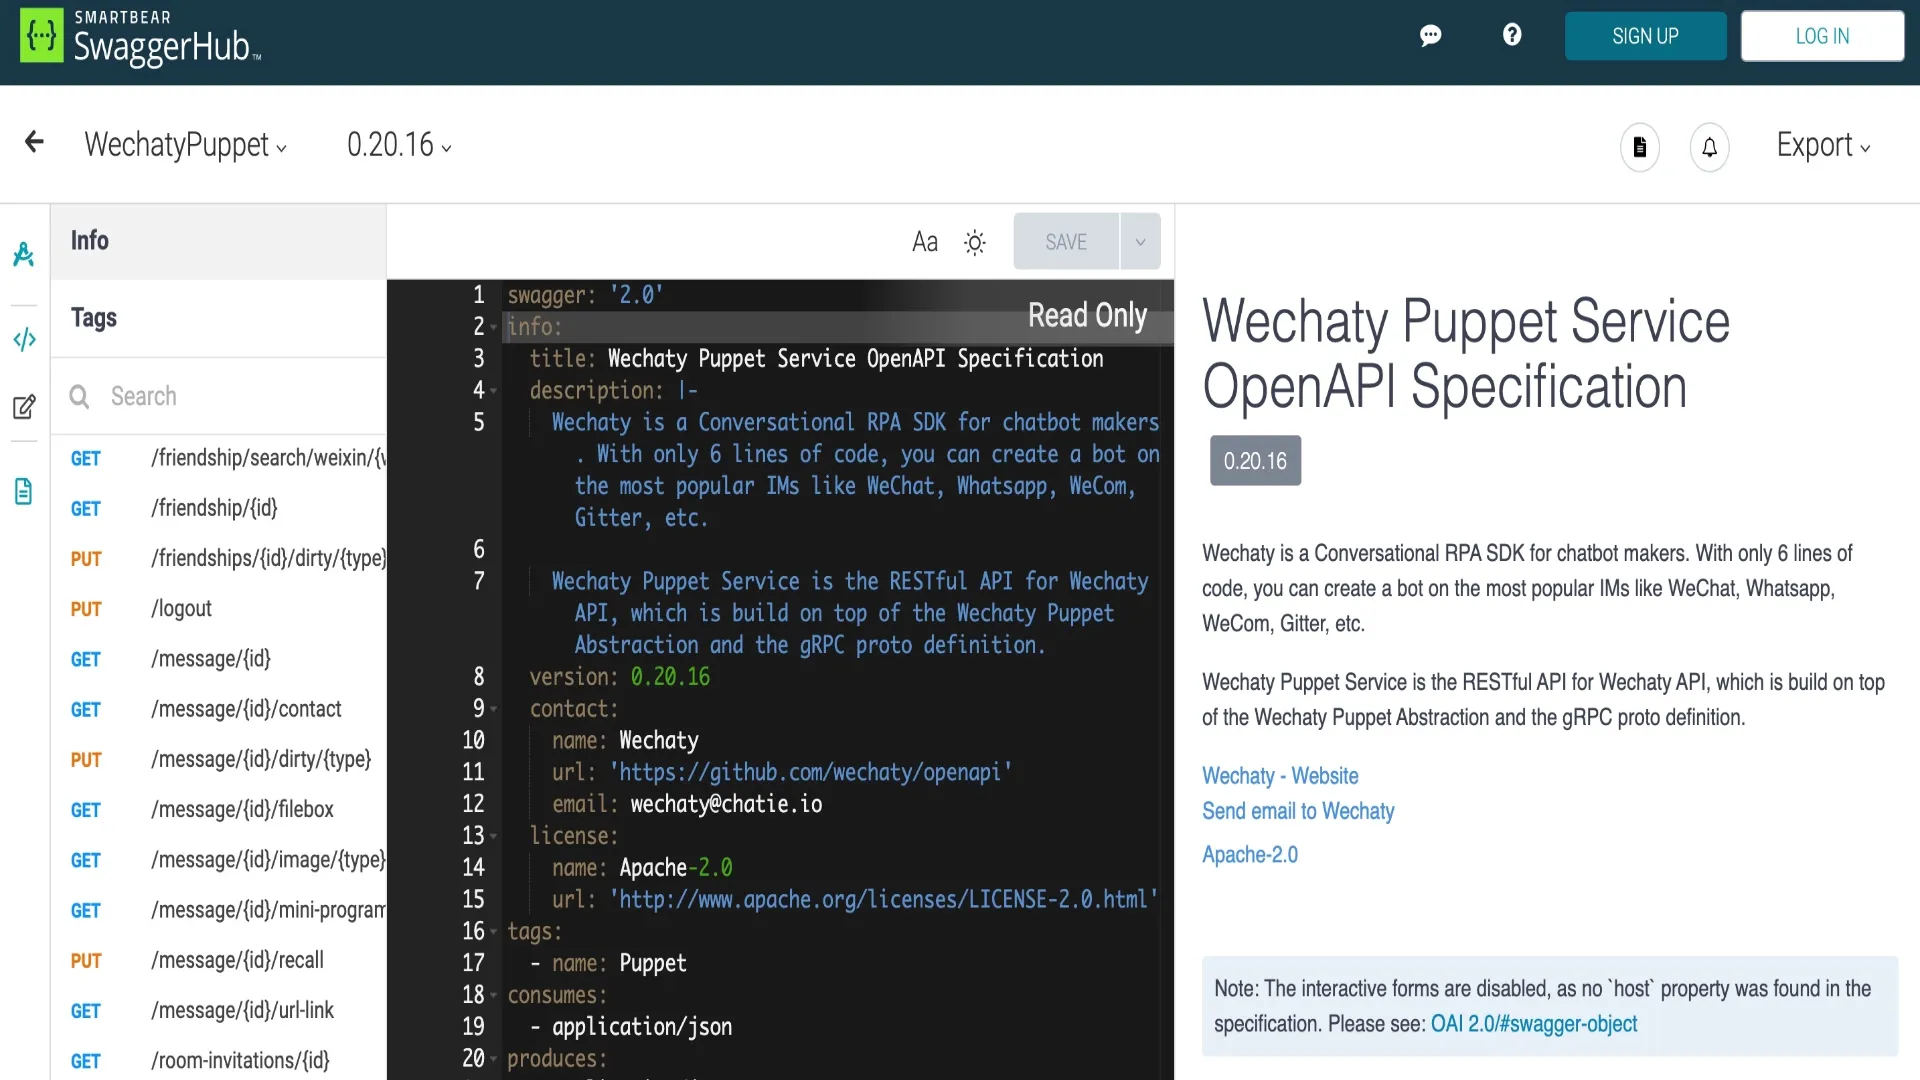 SMARTBEAR
SwaggerHub™
SIGN UP
LOG IN
WechatyPuppet
0.20.16
Export
Info
Tags
Search
GET /friendship/search/weixin/{
GET /friendship/{id}
PUT /friendships/{id}/dirty/{type}
PUT /logout
GET /message/{id}
GET /message/{id}/contact
PUT /message/{id}/dirty/{type}
GET /message/{id}/filebox
GET /message/{id}/image/{type}
GET /message/{id}/mini-program
PUT /message/{id}/recall
GET /message/{id}/url-link
GET /room-invitations/{id}
Aa
SAVE
Read Only
1 swagger: '2.0'
2 info:
3 title: Wechaty Puppet Service OpenAPI Specification
4 description: |-
5 Wechaty is a Conversational RPA SDK for chatbot makers
. With only 6 lines of code, you can create a bot on
the most popular IMs like WeChat, Whatsapp, WeCom,
Gitter, etc.
6
7 Wechaty Puppet Service is the RESTful API for Wechaty
API, which is build on top of the Wechaty Puppet
Abstraction and the gRPC proto definition.
8 version: 0.20.16
9 contact:
10 name: Wechaty
11 url: 'https://github.com/wechaty/openapi'
12 email: wechaty@chatie.io
13 license:
14 name: Apache-2.0
15 url: 'http://www.apache.org/licenses/LICENSE-2.0.html'
16 tags:
17 - name: Puppet
18 consumes:
19 - application/json
20 produces:
Wechaty Puppet Service
OpenAPI Specification
0.20.16
Wechaty is a Conversational RPA SDK for chatbot makers. With only 6 lines of
code, you can create a bot on the most popular IMs like WeChat, Whatsapp,
WeCom, Gitter, etc.
Wechaty Puppet Service is the RESTful API for Wechaty API, which is build on top
of the Wechaty Puppet Abstraction and the gRPC proto definition.
Wechaty - Website
Send email to Wechaty
Apache-2.0
Note: The interactive forms are disabled, as no `host` property was found in the
specification. Please see: OAI 2.0/#swagger-object